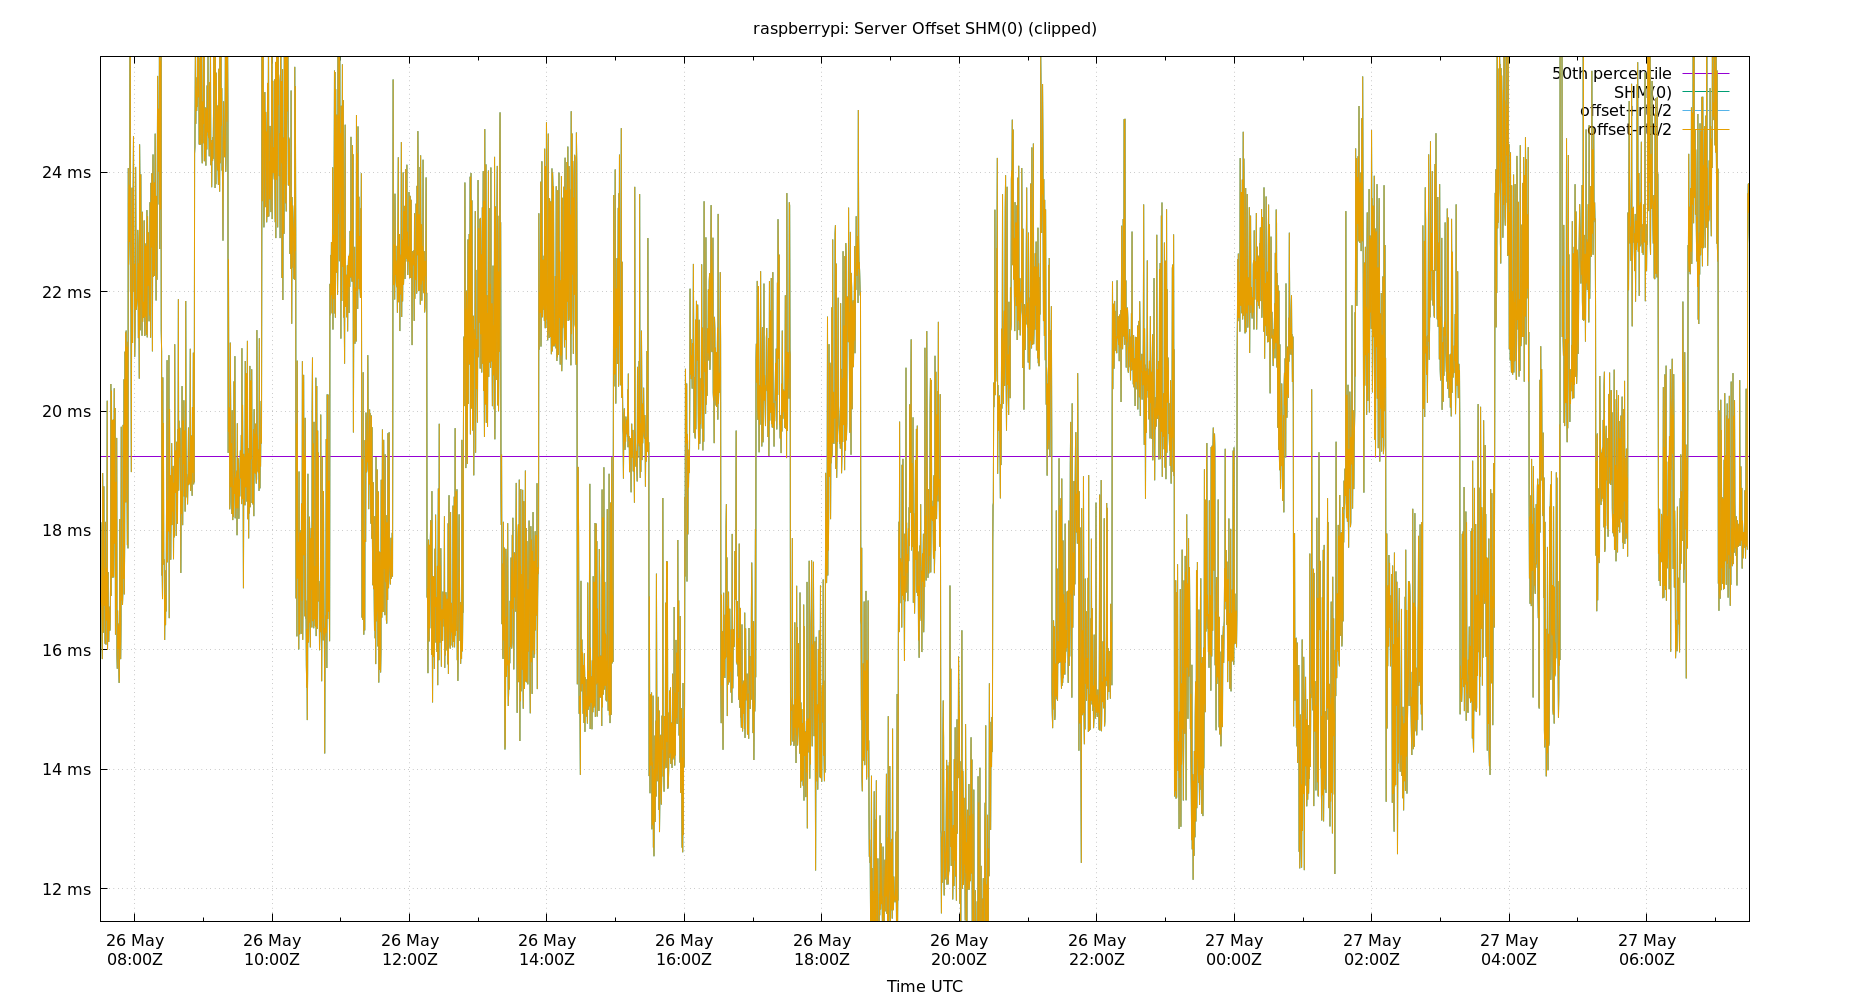 raspberrypi: Server Offset SHM(0) (clipped)
50th percentile
SHM(0)
offset+rtt/2
offset-rtt/2
24 ms
22 ms
20 ms
18 ms
16 ms
14 ms
12 ms
26 May 26 May 26 May 26 May 26 May 26 May 26 May 26 May 27 May 27 May 27 May 27 May
08:00Z 10:00Z 12:00Z 14:00Z 16:00Z 18:00Z 20:00Z 22:00Z 00:00Z 02:00Z 04:00Z 06:00Z
Time UTC